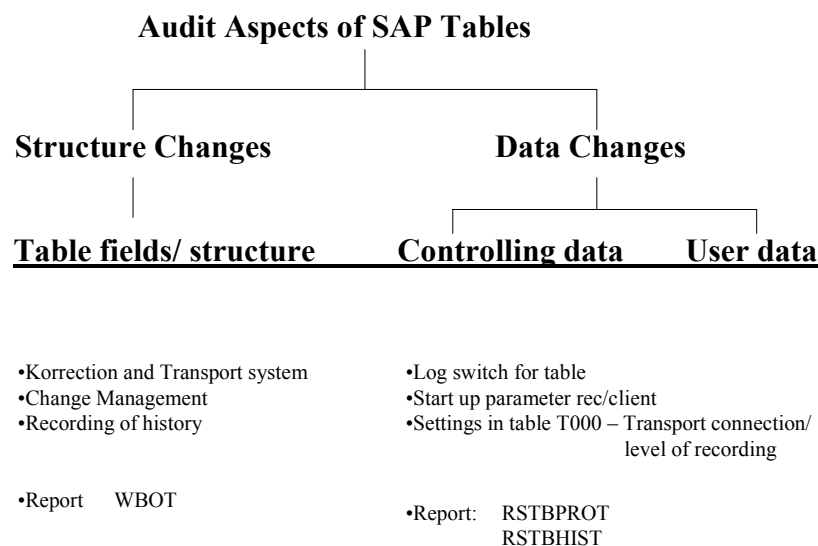 Audit Aspects of SAP Tables
Structure Changes
Data Changes
Table fields/ structure
Controlling data
User data
•Korrection and Transport system
•Change Management
•Recording of history
•Report WBOT
•Log switch for table
•Start up parameter rec/client
•Settings in table T000 – Transport connection/
level of recording
•Report: RSTBPROT
RSTBHIST